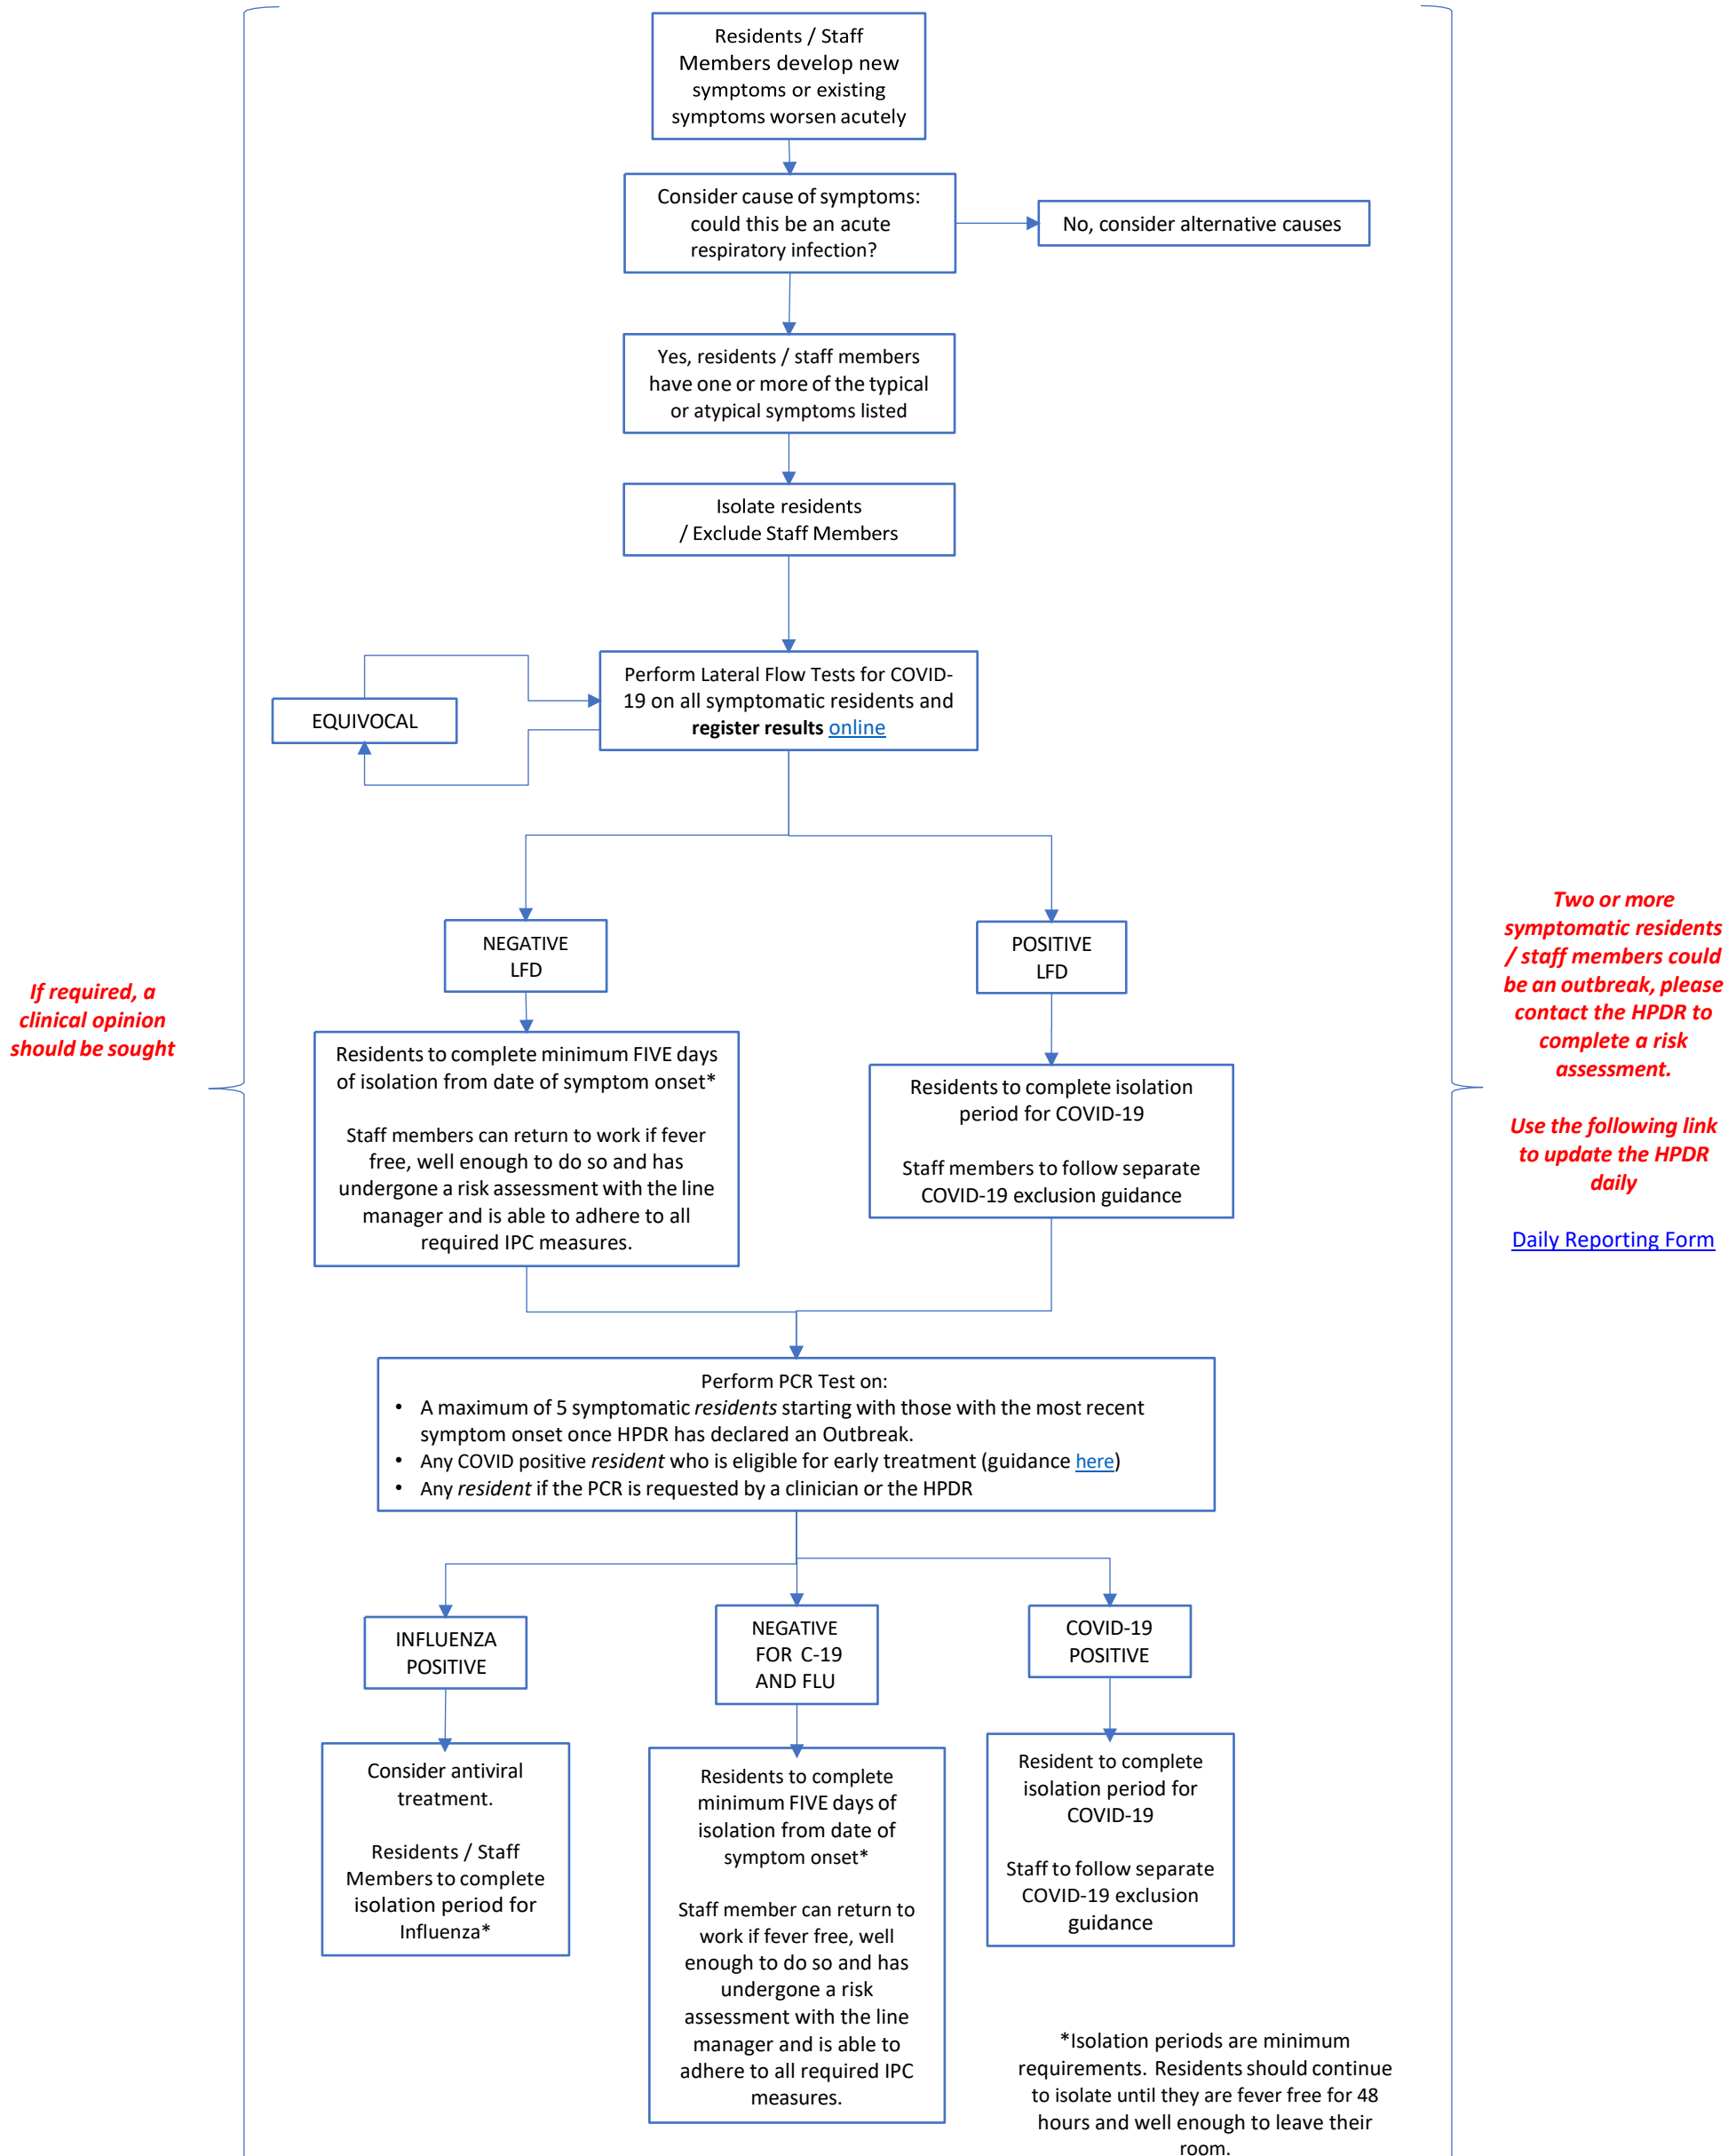 Residents / Staff
Members develop new
symptoms or existing
symptoms worsen acutely
Consider cause of symptoms:
could this be an acute
respiratory infection?
No, consider alternative causes
Yes, residents / staff members
have one or more of the typical
or atypical symptoms listed
Isolate residents
/ Exclude Staff Members
Perform Lateral Flow Tests for COVID-
19 on all symptomatic residents and
register results online
EQUIVOCAL
NEGATIVE
LFD
POSITIVE
LFD
If required, a
clinical opinion
should be sought
Two or more
symptomatic residents
/ staff members could
be an outbreak, please
contact the HPDR to
complete a risk
assessment.
Use the following link
to update the HPDR
daily
Daily Reporting Form
Residents to complete minimum FIVE days
of isolation from date of symptom onset*
Staff members can return to work if fever
free, well enough to do so and has
undergone a risk assessment with the line
manager and is able to adhere to all
required IPC measures.
Residents to complete isolation
period for COVID-19
Staff members to follow separate
COVID-19 exclusion guidance
Perform PCR Test on:
• A maximum of 5 symptomatic residents starting with those with the most recent
symptom onset once HPDR has declared an Outbreak.
• Any COVID positive resident who is eligible for early treatment (guidance here)
• Any resident if the PCR is requested by a clinician or the HPDR
INFLUENZA
POSITIVE
NEGATIVE
FOR C-19
AND FLU
COVID-19
POSITIVE
Consider antiviral
treatment.
Residents / Staff
Members to complete
isolation period for
Influenza*
Residents to complete
minimum FIVE days of
isolation from date of
symptom onset*
Staff member can return to
work if fever free, well
enough to do so and has
undergone a risk
assessment with the line
manager and is able to
adhere to all required IPC
measures.
Resident to complete
isolation period for
COVID-19
Staff to follow separate
COVID-19 exclusion
guidance
*Isolation periods are minimum
requirements. Residents should continue
to isolate until they are fever free for 48
hours and well enough to leave their
room.